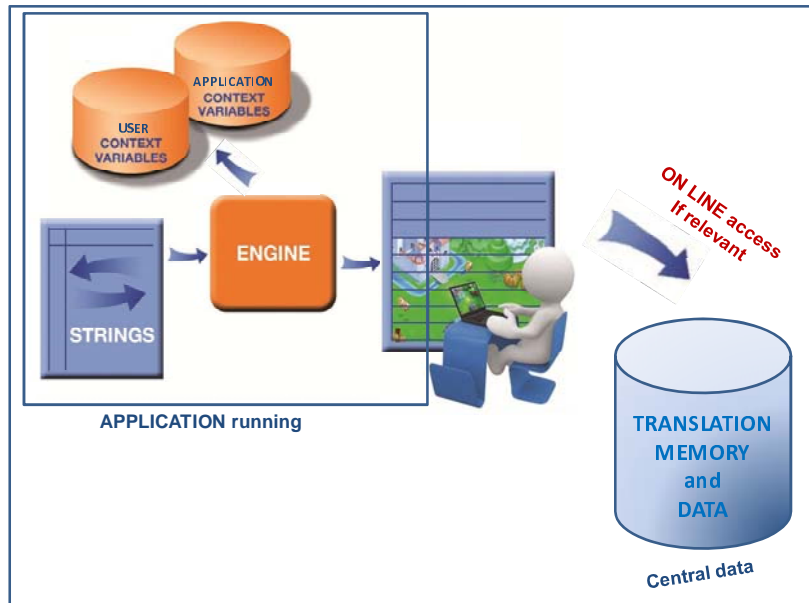 APPLICATION
CONTEXT
VARIABLES
USER
CONTEXT
VARIABLES
ENGINE
STRINGS
APPLICATION running
ON LINE access
If relevant
TRANSLATION
MEMORY
and
DATA
Central data